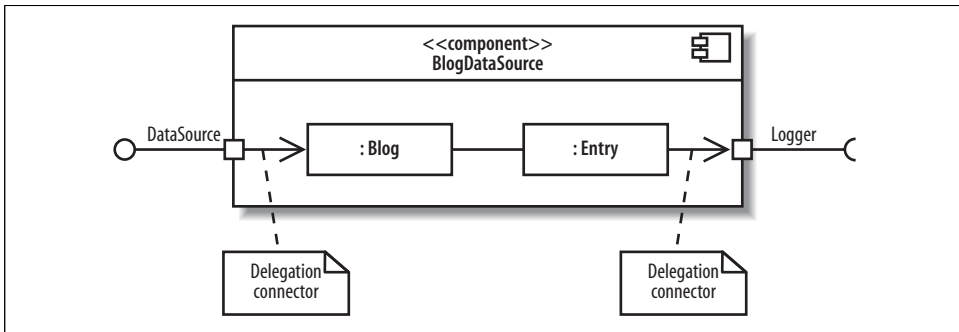 <<component>>
BlogDataSource
DataSource
: Blog
: Entry
Logger
Delegation
connector
Delegation
connector